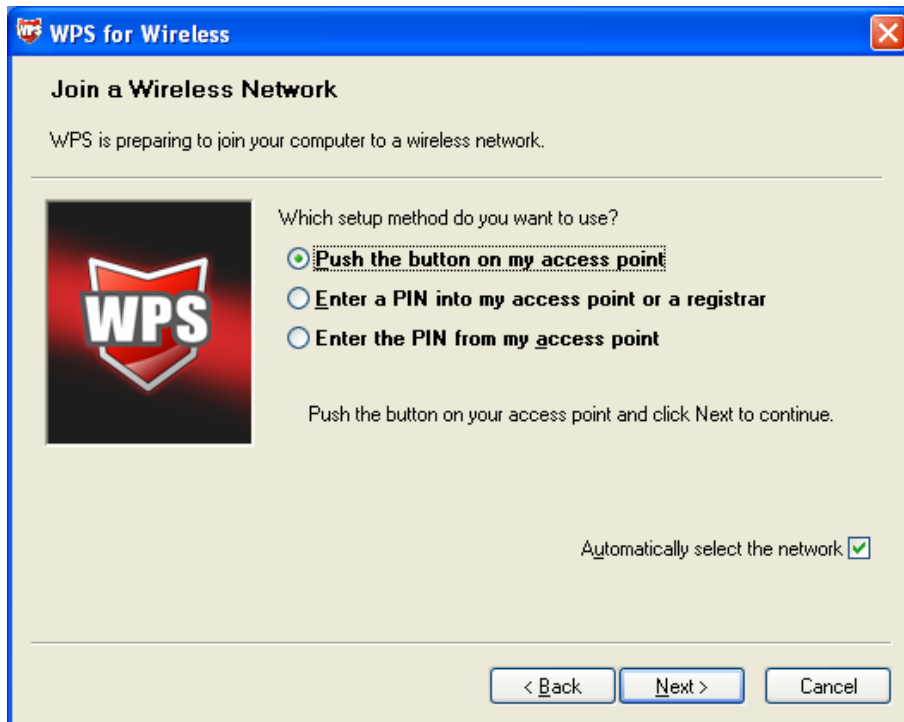 WPS WPS for Wireless
Join a Wireless Network
WPS is preparing to join your computer to a wireless network.
WPS
Which setup method do you want to use?
Push the button on my access point
Enter a PIN into my access point or a registrar
Enter the PIN from my access point
Push the button on your access point and click Next to continue.
Automatically select the network
< Back
Next >
Cancel